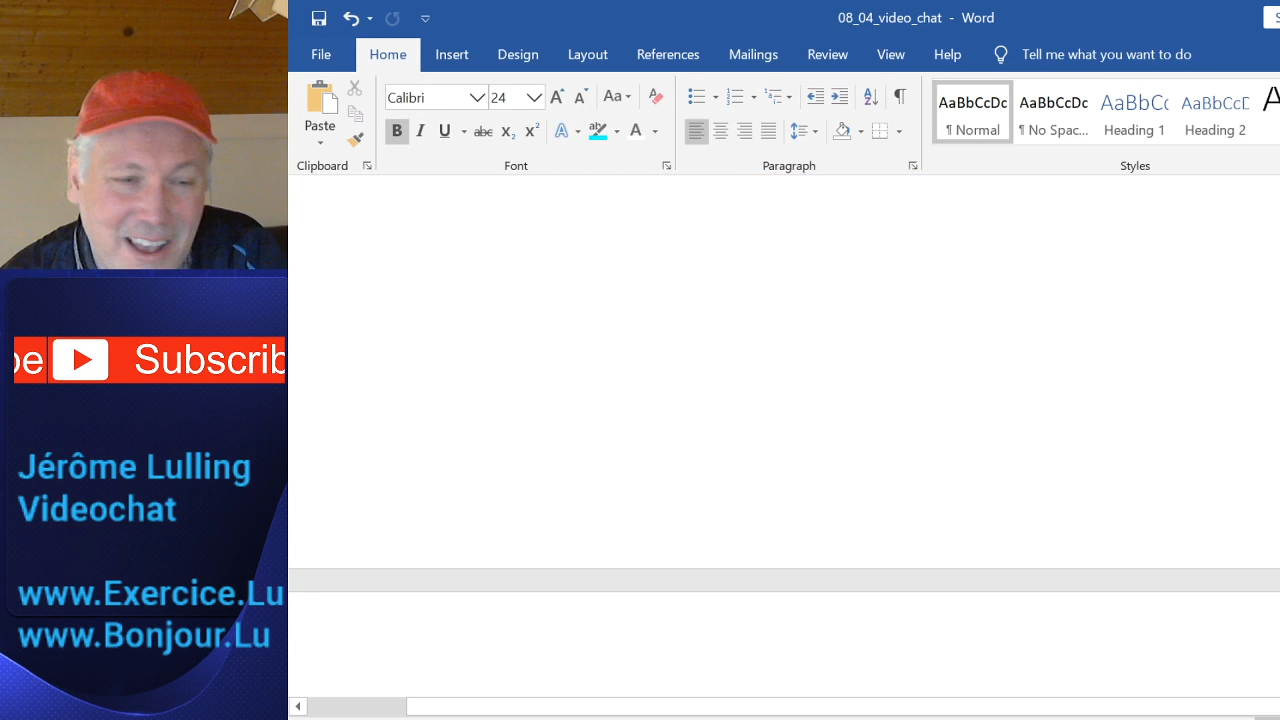 08_04_video_chat - Word
File Home Insert Design Layout References Mailings Review View Help Tell me what you want to do
Paste
Calibri 24 Aa
B I U abc x₂ x² A A
AaBbCcDc AaBbCcDc AaBbCc AaBbCcD
¶ Normal ¶ No Spac... Heading 1 Heading 2
Clipboard Font Paragraph Styles
be Subscrib
Jérôme Lulling
Videochat
www.Exercice.Lu
www.Bonjour.Lu